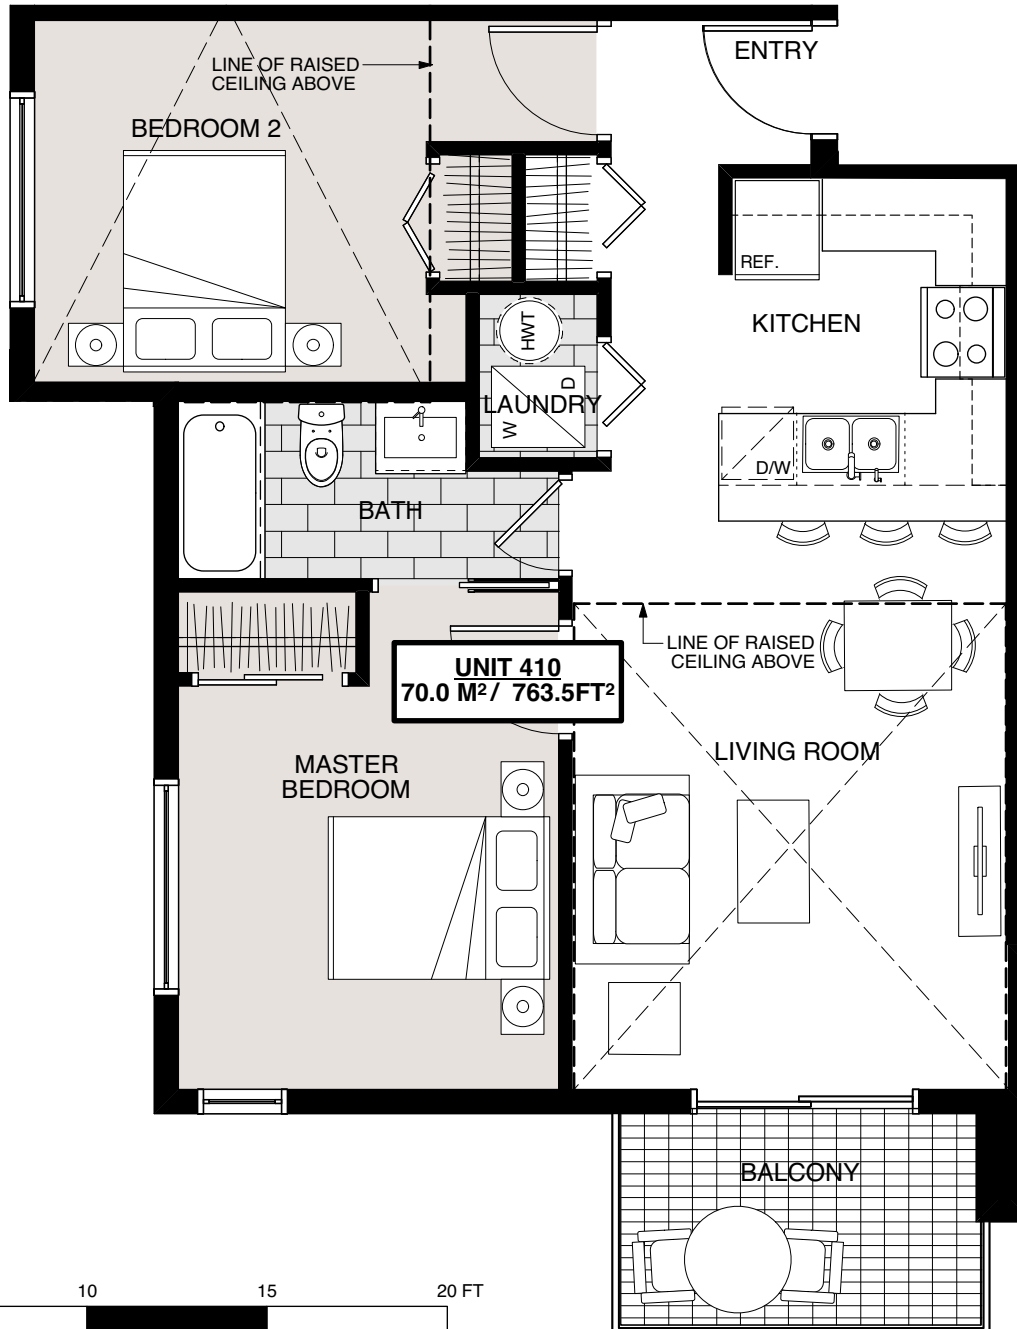 ENTRY
LINE OF RAISED
CEILING ABOVE
BEDROOM 2
REF.
KITCHEN
HWT
D
LAUNDRY
W
D/W
BATH
LINE OF RAISED
CEILING ABOVE
UNIT 410
70.0 M²/ 763.5FT²
LIVING ROOM
MASTER
BEDROOM
BALCONY
10 15 20 FT